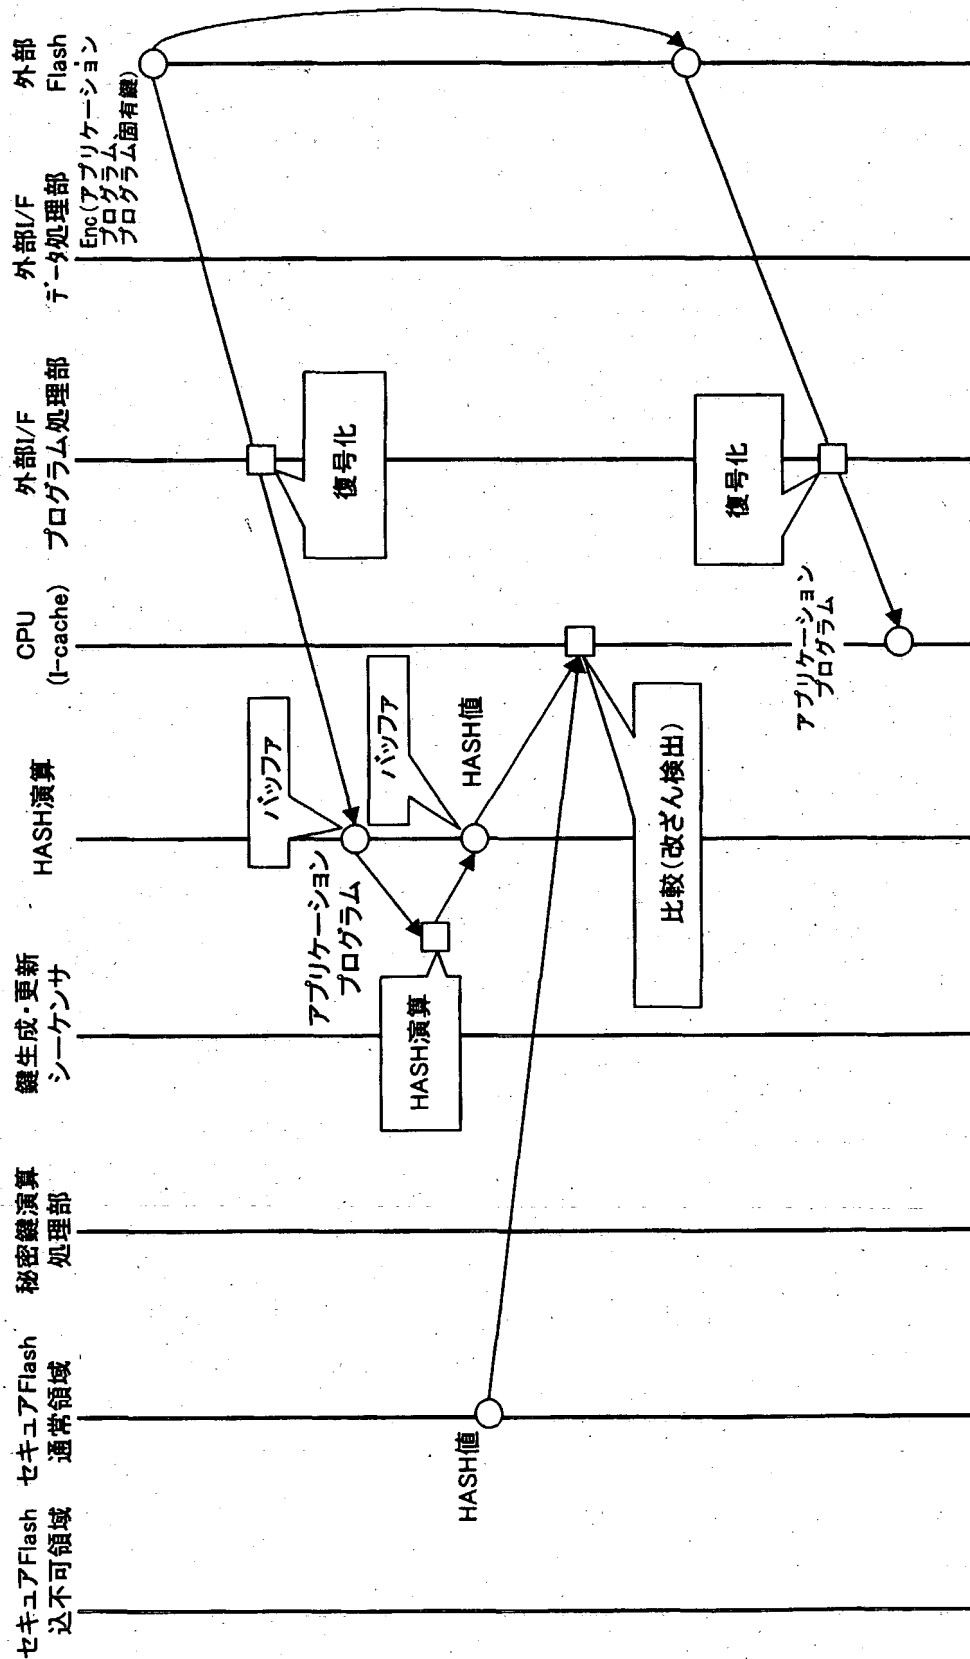 セキュアFlash
込不可領域
セキュアFlash
通常領域
秘密鍵演算
処理部
鍵生成・更新
シーケンサ
HASH演算
CPU
(I-cache)
外部I/F
プログラム処理部
外部I/F
データ処理部
外部
Flash
Enc(アプリケーション
プログラム、
プログラム固有鍵)
復号化
バッファ
アプリケーション
プログラム
HASH演算
バッファ
HASH値
HASH値
比較(改ざん検出)
復号化
アプリケーション
プログラム